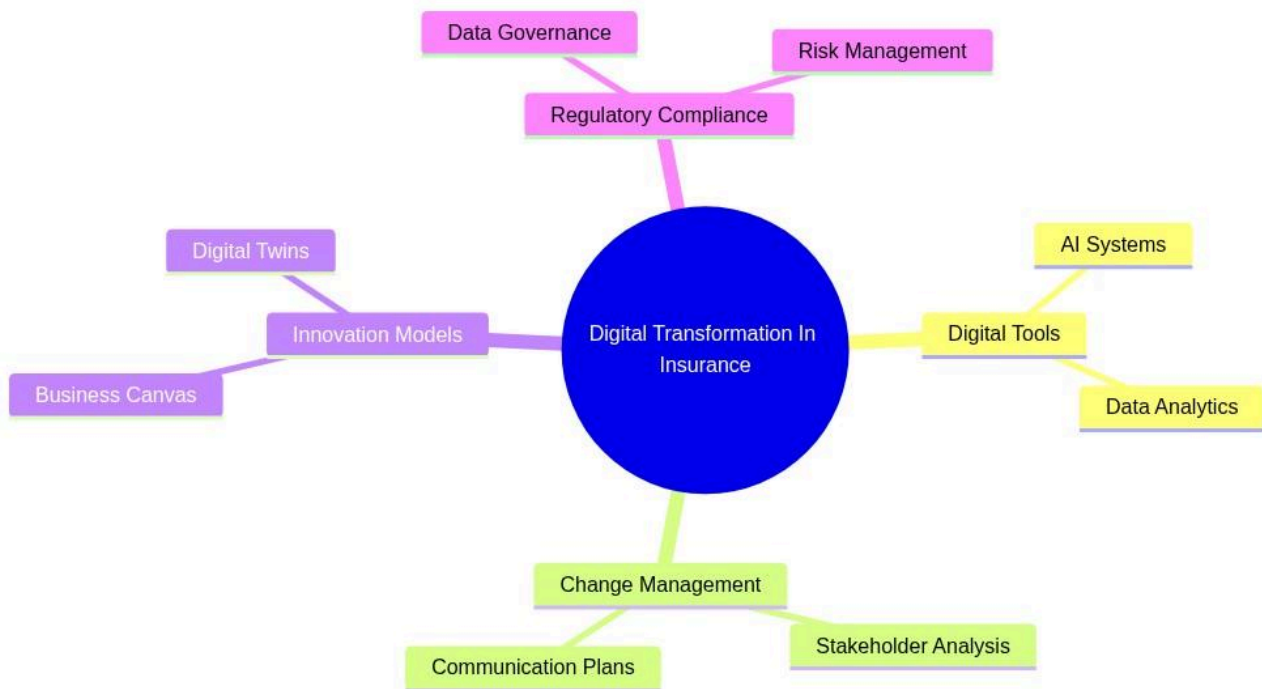 Data Governance
Risk Management
Regulatory Compliance
Digital Twins
AI Systems
Innovation Models
Digital Transformation In
Insurance
Digital Tools
Business Canvas
Data Analytics
Change Management
Communication Plans
Stakeholder Analysis